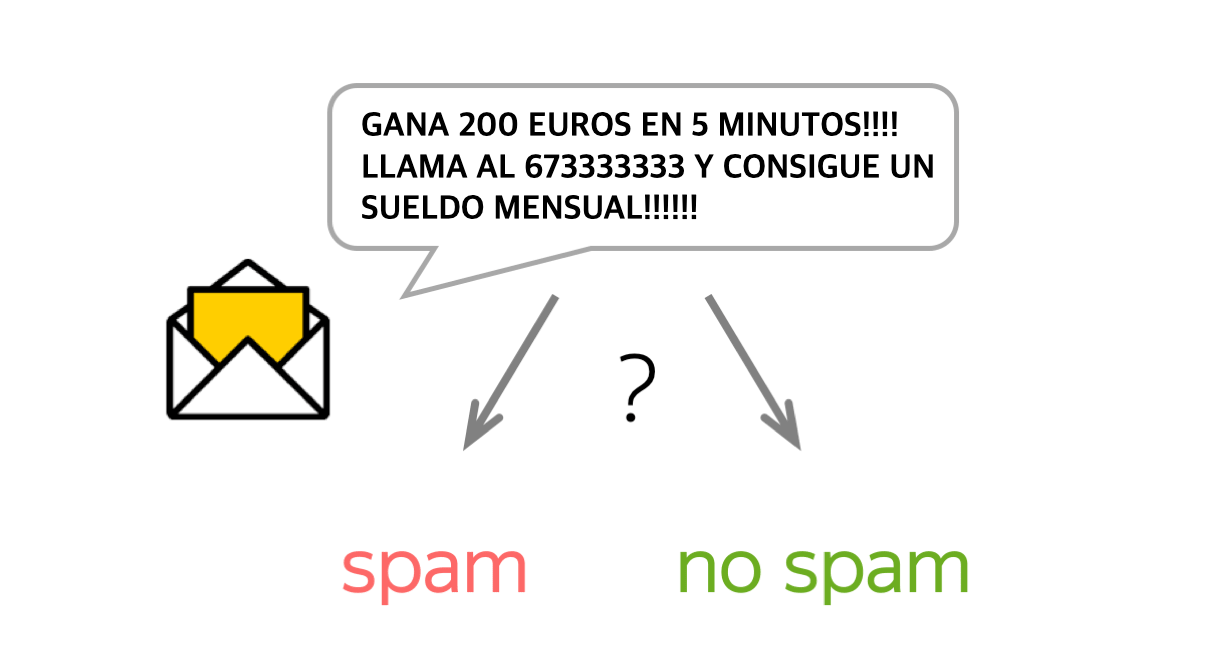 GANA 200 EUROS EN 5 MINUTOS!!!!
LLAMA AL 673333333 Y CONSIGUE UN
SUELDO MENSUAL!!!!!!
?
spam
no spam